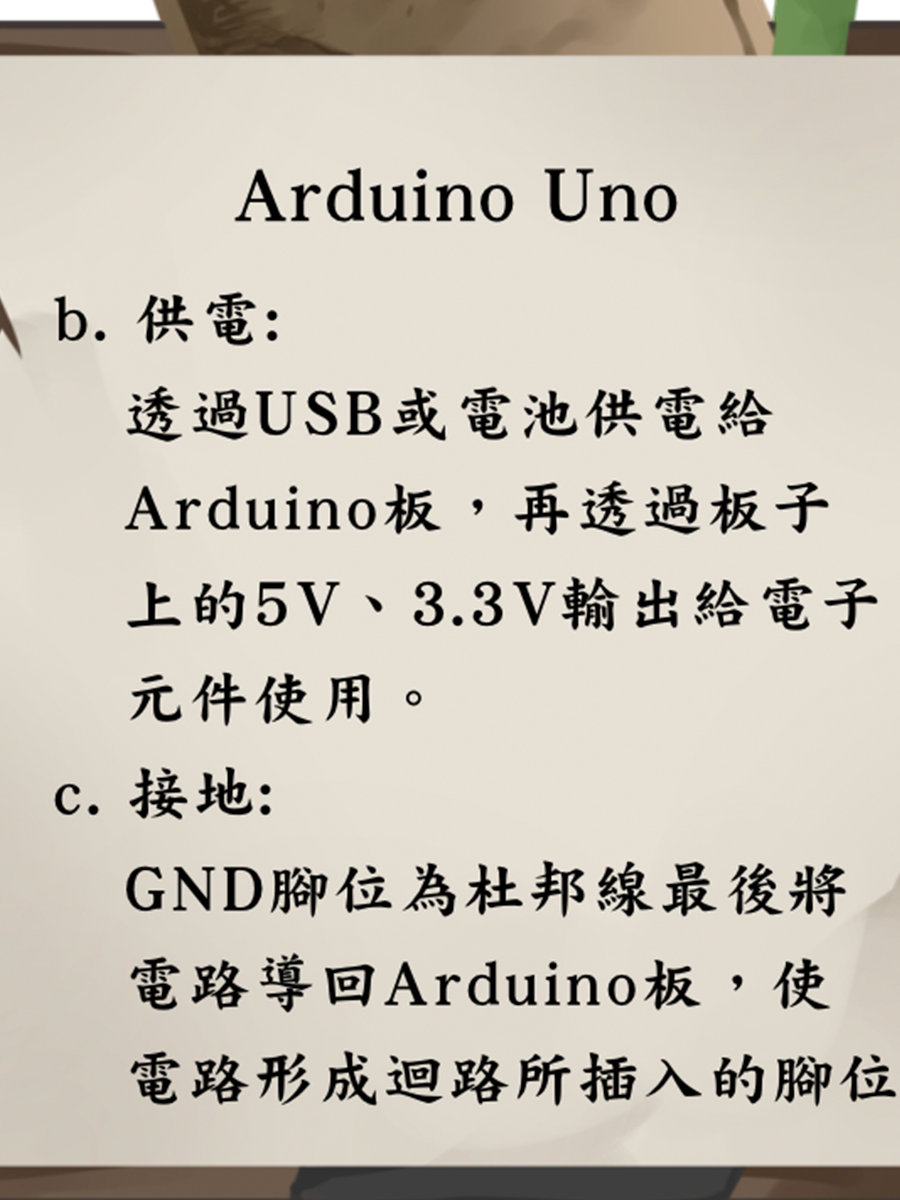 Arduino Uno
b. 供電:
透過USB或電池供電給
Arduino板，再透過板子
上的5V、3.3V輸出給電子
元件使用。
c. 接地:
GND腳位為杜邦線最後將
電路導回Arduino板，使
電路形成迴路所插入的腳位